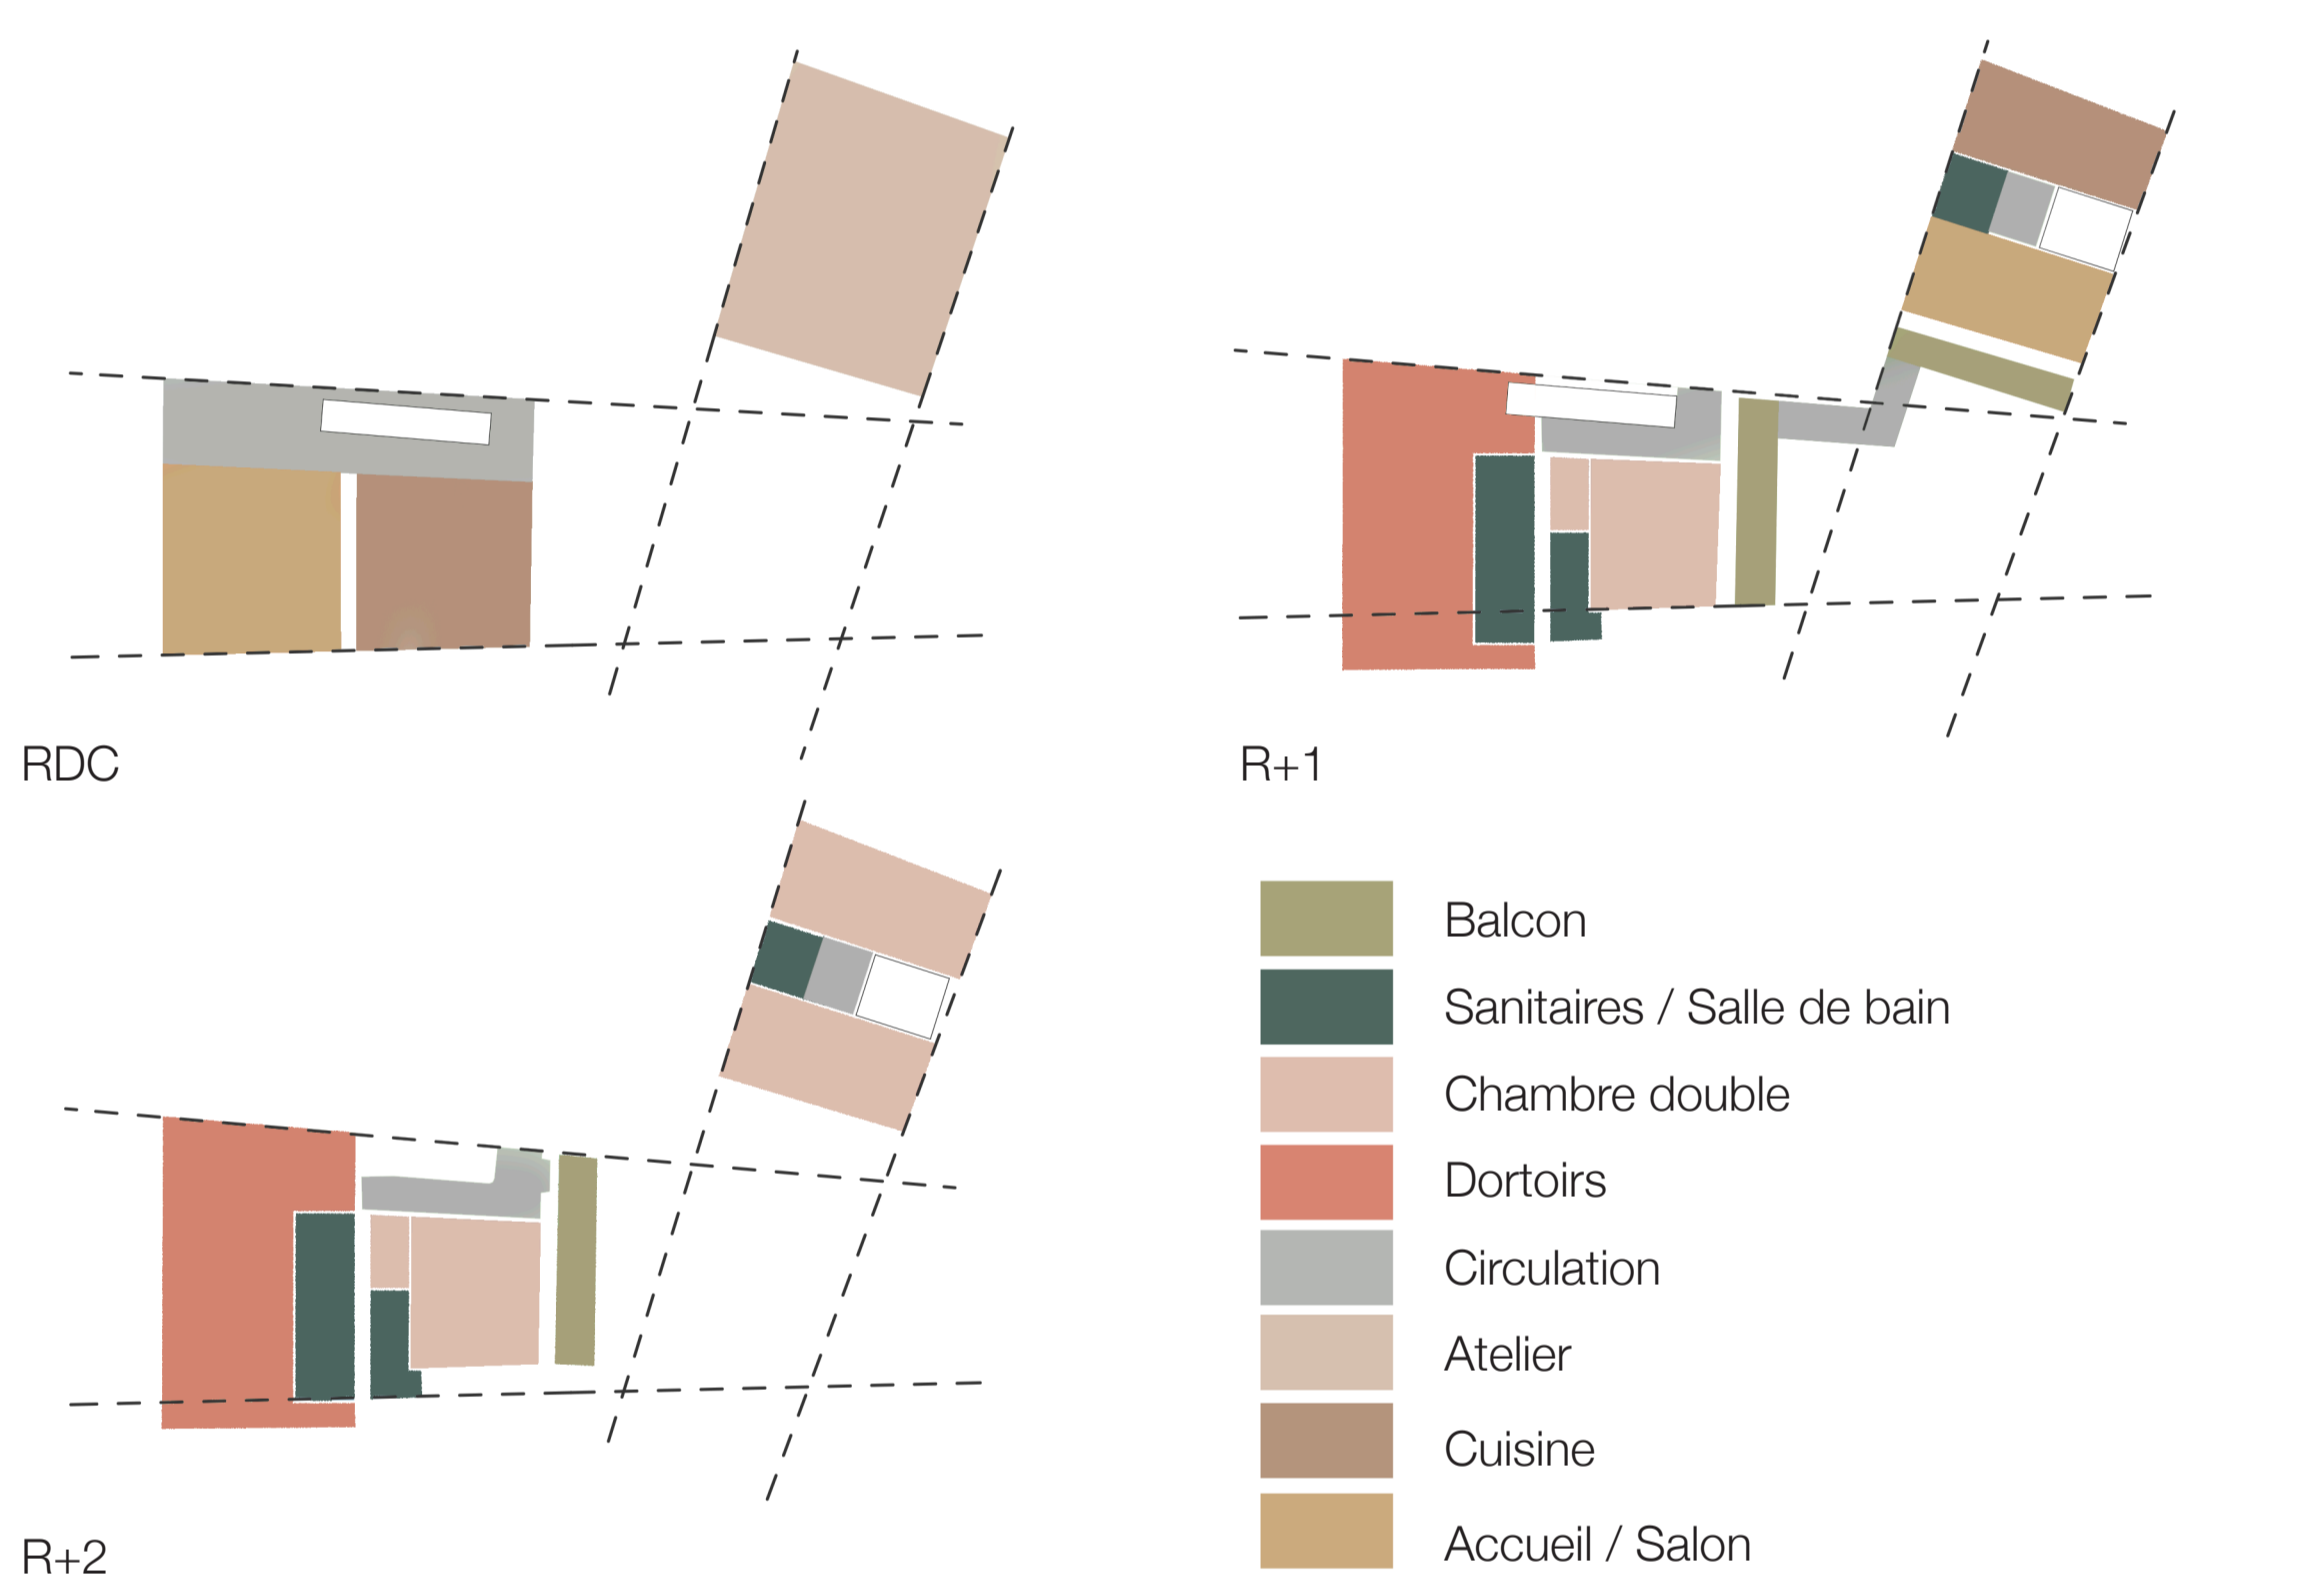 RDC
R+1
R+2
Balcon
Sanitaires / Salle de bain
Chambre double
Dortoirs
Circulation
Atelier
Cuisine
Accueil / Salon